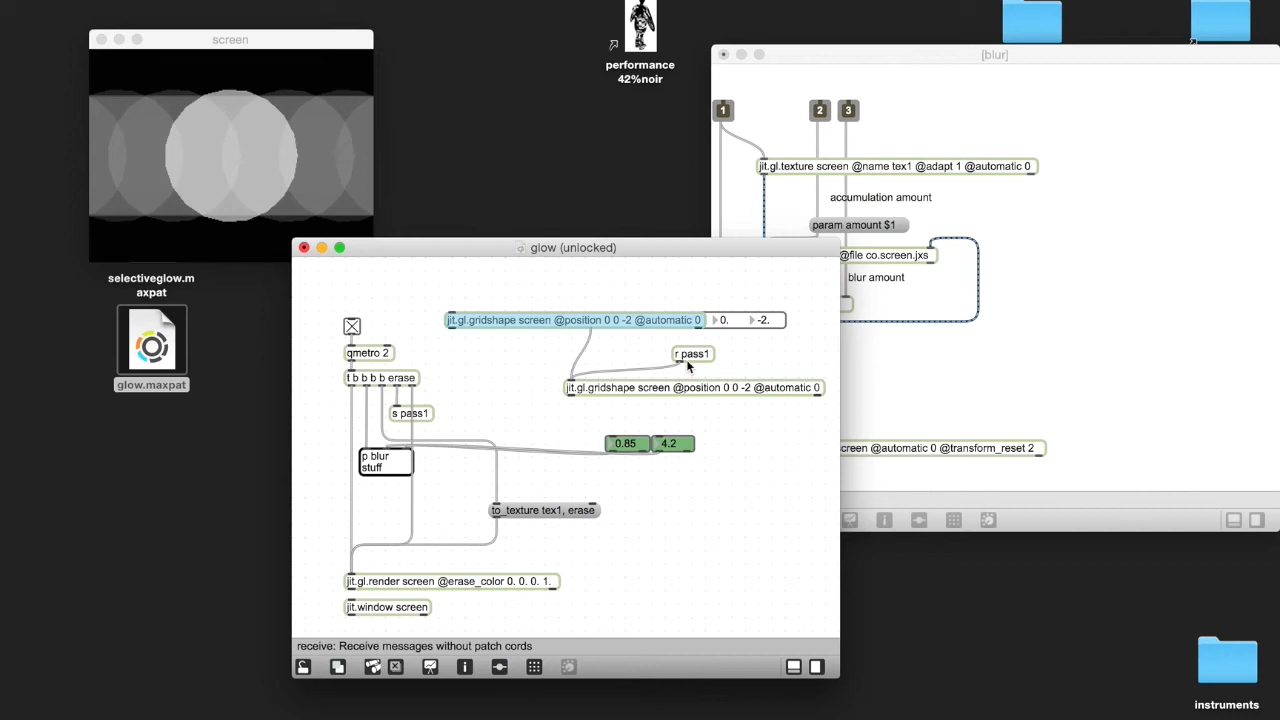 screen
performance
42%noir
[blur]
1
2
3
jit.gl.texture screen @name tex1 @adapt 1 @automatic 0
accumulation amount
param amount $1
@file co.screen.jxs
blur amount
screen @automatic 0 @transform_reset 2
selectiveglow.m
axpat
glow.maxpat
glow (unlocked)
jit.gl.gridshape screen @position 0 0 -2 @automatic 0
0.
-2.
r pass1
qmetro 2
t b b b b erase
jit.gl.gridshape screen @position 0 0 -2 @automatic 0
s pass1
0.85
4.2
p blur
stuff
to_texture tex1, erase
jit.gl.render screen @erase_color 0. 0. 0. 1.
jit.window screen
receive: Receive messages without patch cords
instruments